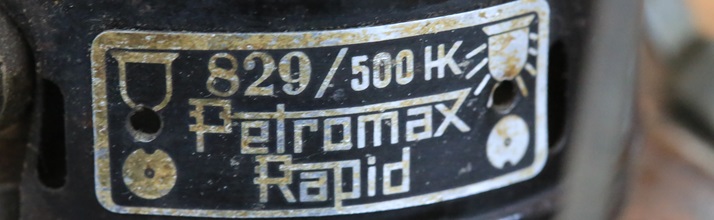 829/500 HK
Petromax
Rapid